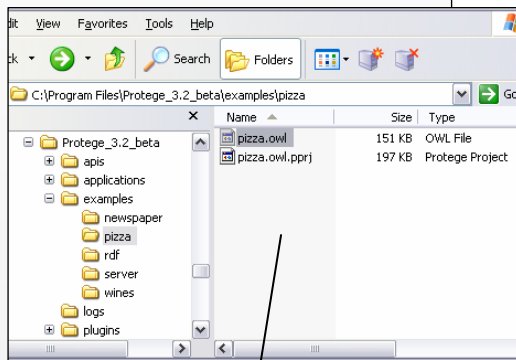 dit View Favorites Tools Help
ck Search Folders
C:\Program Files\Protege_3.2_beta\examples\pizza Go
Name Size Type
Protege_3.2_beta
apis
applications
examples
newspaper
pizza
rdf
server
wines
logs
plugins
pizza.owl 151 KB OWL File
pizza.owl.pprj 197 KB Protege Project